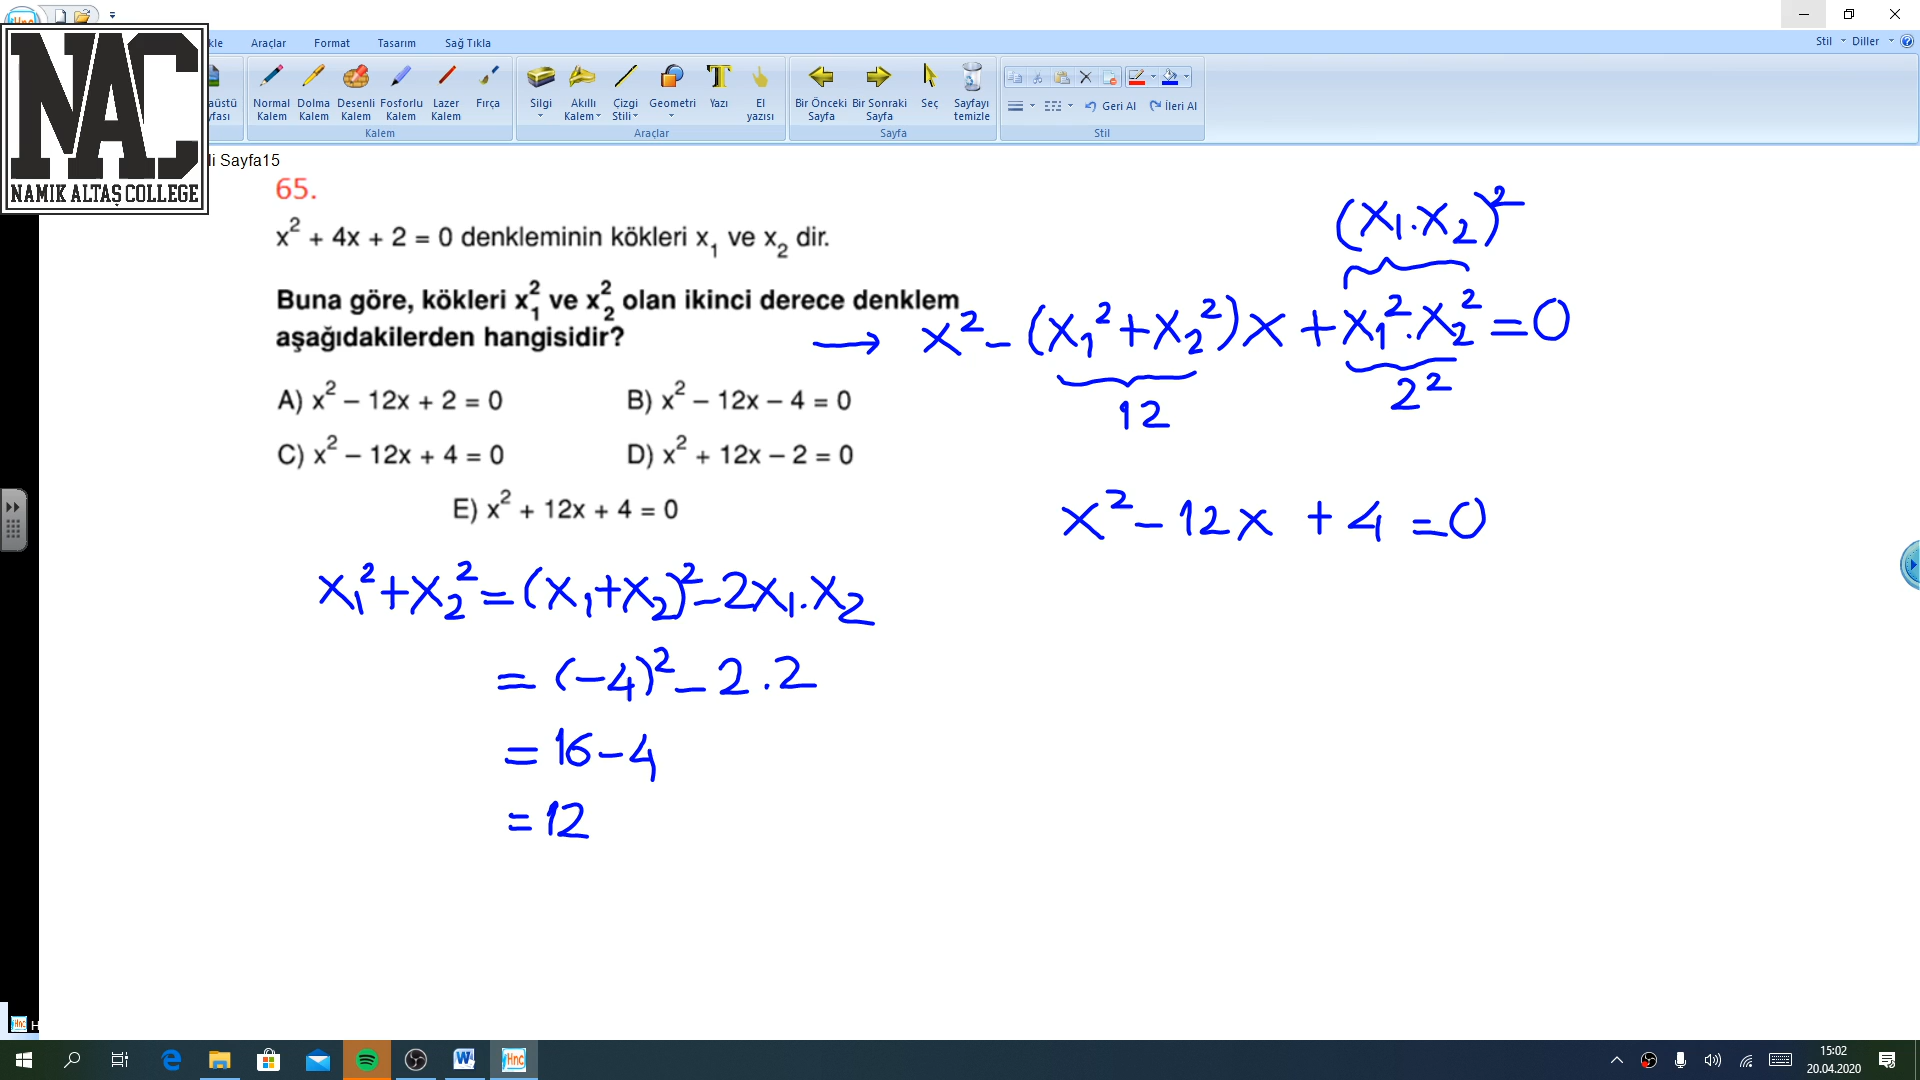 Araçlar Format Tasarım Sağ Tıkla
Stil Diller
Normal Kalem Dolma Kalem Desenli Kalem Fosforlu Kalem Lazer Kalem Fırça
Kalem
Silgi Akıllı Kalem Çizgi Stili Geometri Yazı El yazısı
Araçlar
Bir Önceki Sayfa Bir Sonraki Sayfa Seç Sayfayı temizle
Sayfa
Geri Al İleri Al
Stil
NAC
NAMIK ALTAŞ COLLEGE
Sayfa15
65.
x² + 4x + 2 = 0 denkleminin kökleri x₁ ve x₂ dir.
Buna göre, kökleri x₁² ve x₂² olan ikinci derece denklem
aşağıdakilerden hangisidir?
A) x² − 12x + 2 = 0
B) x² − 12x − 4 = 0
C) x² − 12x + 4 = 0
D) x² + 12x − 2 = 0
E) x² + 12x + 4 = 0
(x₁.x₂)²
→ x² − (x₁² + x₂²)x + x₁².x₂² = 0
12
2²
x² − 12x + 4 = 0
x₁² + x₂² = (x₁+x₂)² − 2x₁.x₂
= (−4)² − 2.2
= 16 − 4
= 12
15:02
20.04.2020